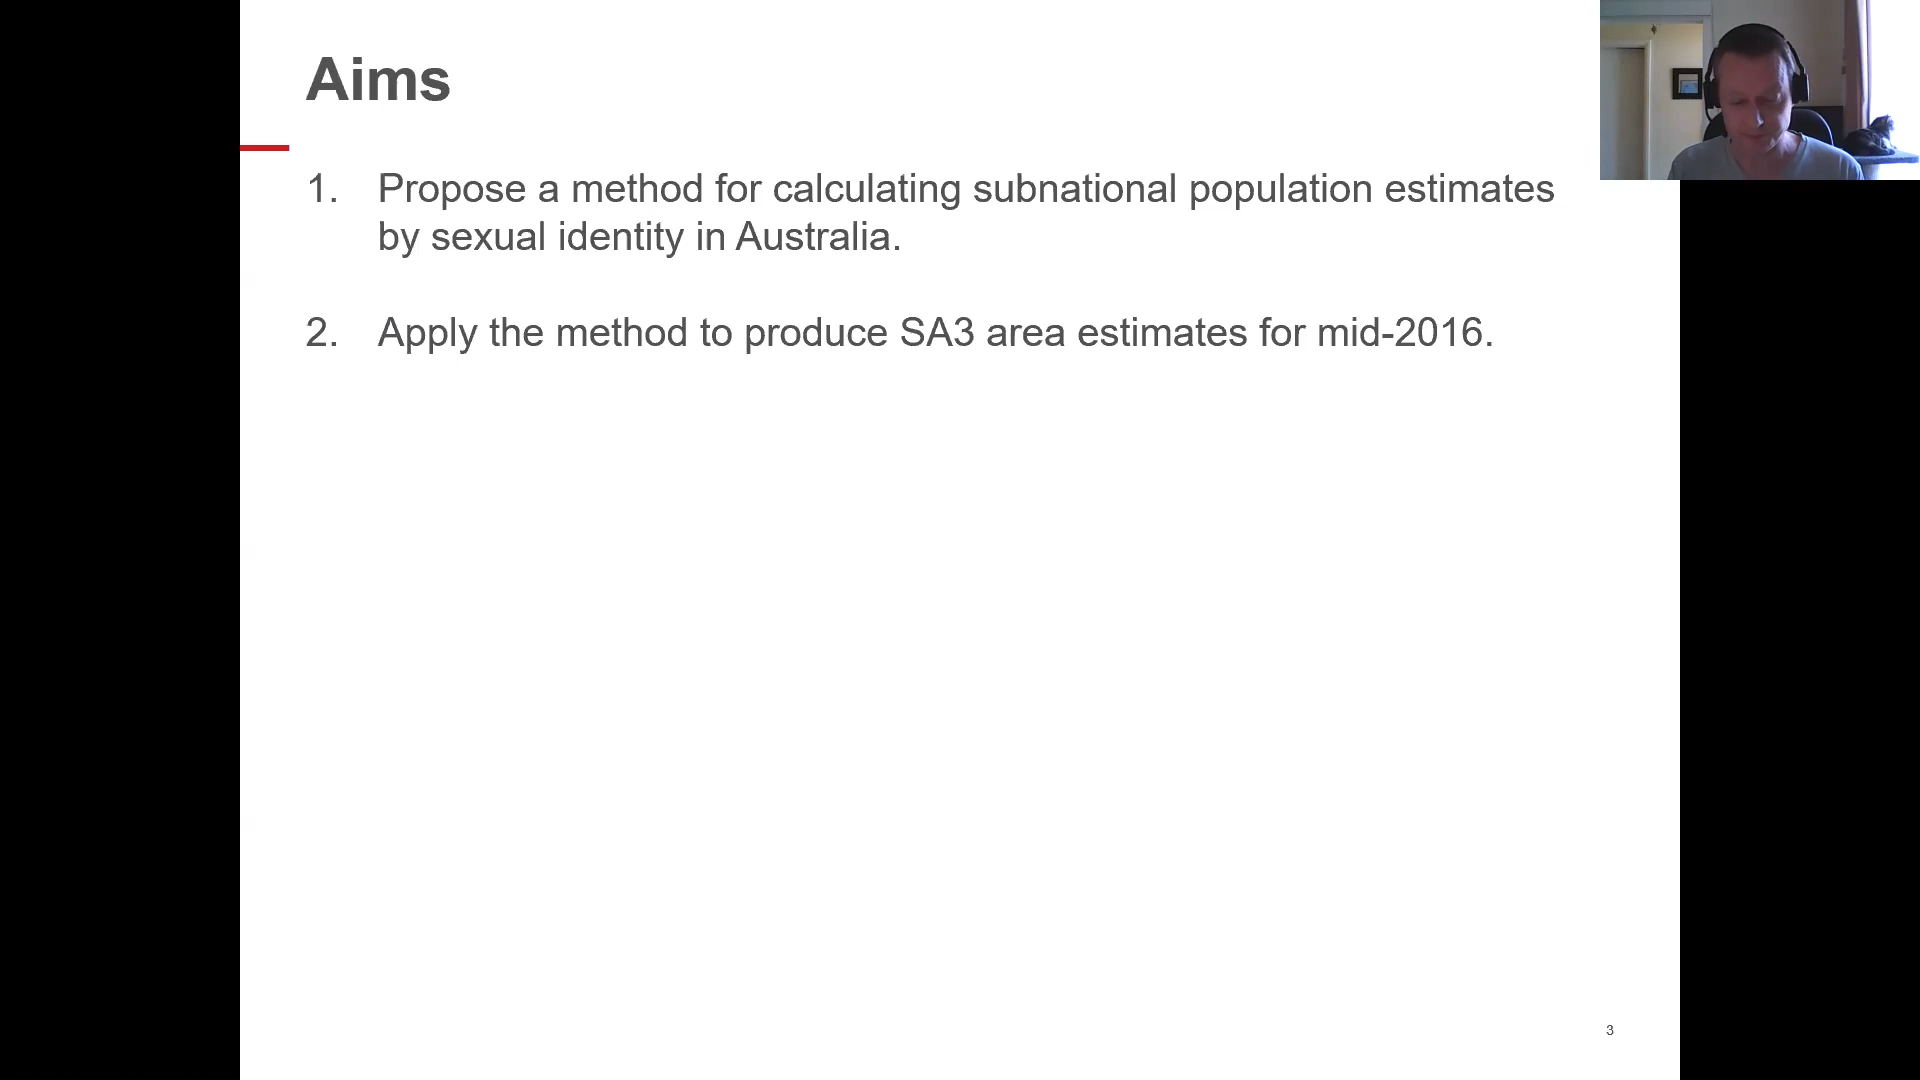 Aims
1. Propose a method for calculating subnational population estimates
by sexual identity in Australia.
2. Apply the method to produce SA3 area estimates for mid-2016.
3